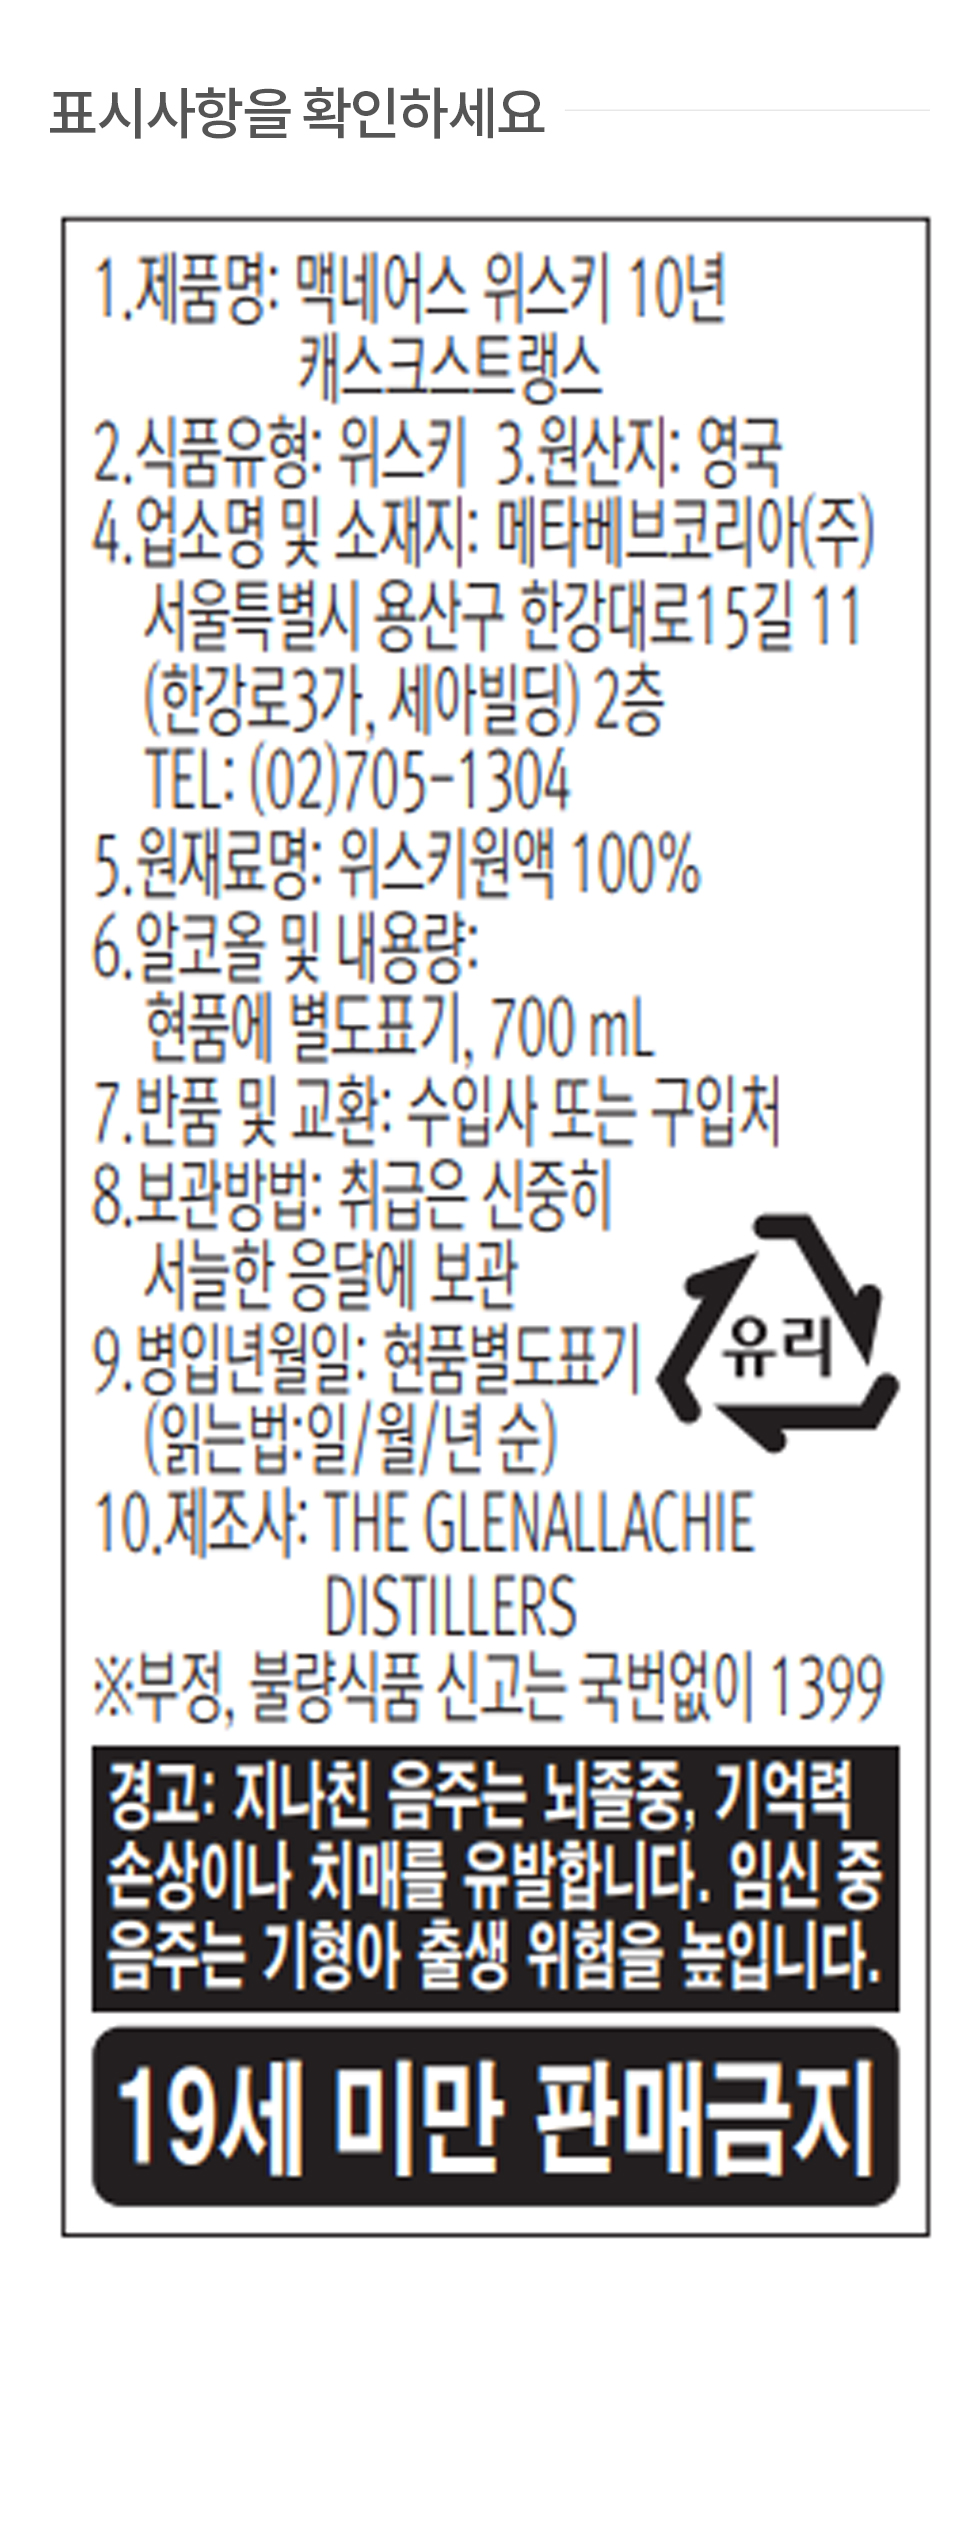 표시사항을 확인하세요
1.제품명: 맥네어스 위스키 10년
캐스크스트랭스
2.식품유형: 위스키 3.원산지: 영국
4.업소명 및 소재지: 메타베브코리아(주)
서울특별시 용산구 한강대로15길 11
(한강로3가, 세아빌딩) 2층
TEL: (02)705-1304
5.원재료명: 위스키원액 100%
6.알코올 및 내용량:
현품에 별도표기, 700 mL
7.반품 및 교환: 수입사 또는 구입처
8.보관방법: 취급은 신중히
서늘한 응달에 보관
9.병입년월일: 현품별도표기
(읽는법:일/월/년 순)
유리
10.제조사: THE GLENALLACHIE
DISTILLERS
※부정, 불량식품 신고는 국번없이 1399
경고: 지나친 음주는 뇌졸중, 기억력
손상이나 치매를 유발합니다. 임신 중
음주는 기형아 출생 위험을 높입니다.
19세 미만 판매금지